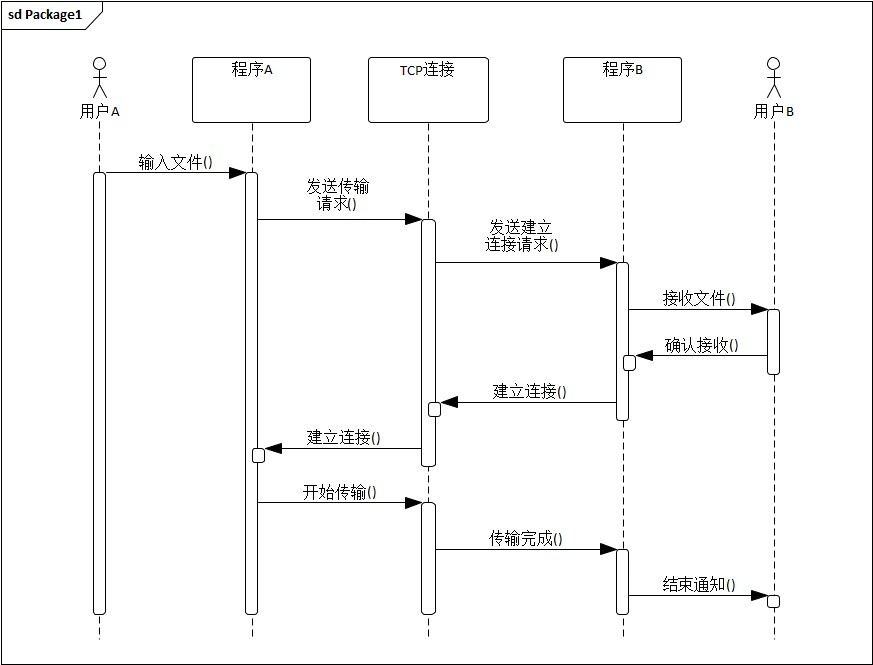 sd Package1
用户A
程序A
TCP连接
程序B
用户B
输入文件()
发送传输
请求()
发送建立
连接请求()
接收文件()
确认接收()
建立连接()
建立连接()
开始传输()
传输完成()
结束通知()